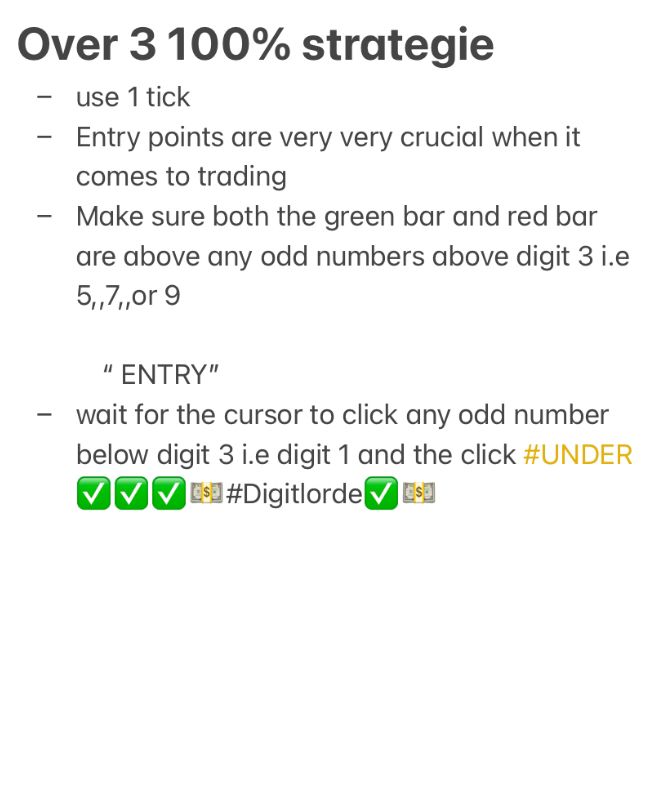 Over 3 100% strategie
– use 1 tick
– Entry points are very very crucial when it
comes to trading
– Make sure both the green bar and red bar
are above any odd numbers above digit 3 i.e
5,,7,,or 9
“ ENTRY”
– wait for the cursor to click any odd number
below digit 3 i.e digit 1 and the click #UNDER
✅✅✅💵#Digitlorde✅💵